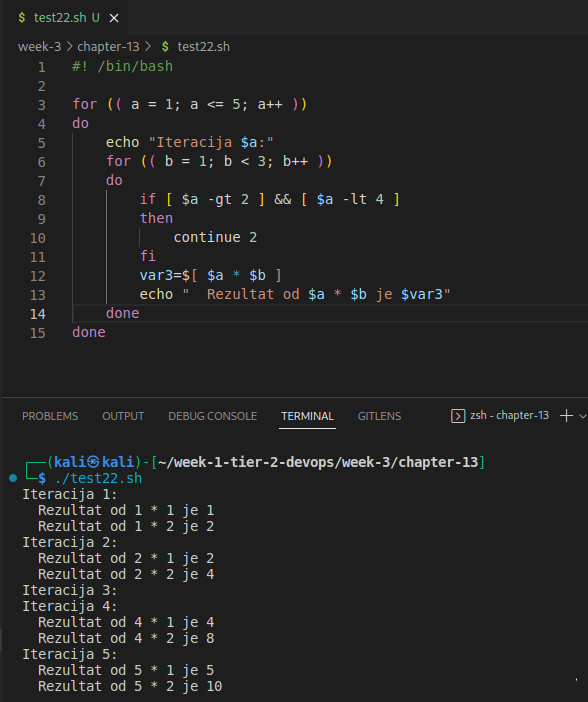 $ test22.sh U ×
week-3 > chapter-13 > $ test22.sh
1 #! /bin/bash
2
3 for (( a = 1; a <= 5; a++ ))
4 do
5     echo "Iteracija $a:"
6     for (( b = 1; b < 3; b++ ))
7     do
8         if [ $a -gt 2 ] && [ $a -lt 4 ]
9         then
10             continue 2
11         fi
12         var3=$[ $a * $b ]
13         echo "  Rezultat od $a * $b je $var3"
14     done
15 done
PROBLEMS OUTPUT DEBUG CONSOLE TERMINAL GITLENS zsh - chapter-13
┌──(kali㉿kali)-[~/week-1-tier-2-devops/week-3/chapter-13]
└─$ ./test22.sh
Iteracija 1:
  Rezultat od 1 * 1 je 1
  Rezultat od 1 * 2 je 2
Iteracija 2:
  Rezultat od 2 * 1 je 2
  Rezultat od 2 * 2 je 4
Iteracija 3:
Iteracija 4:
  Rezultat od 4 * 1 je 4
  Rezultat od 4 * 2 je 8
Iteracija 5:
  Rezultat od 5 * 1 je 5
  Rezultat od 5 * 2 je 10